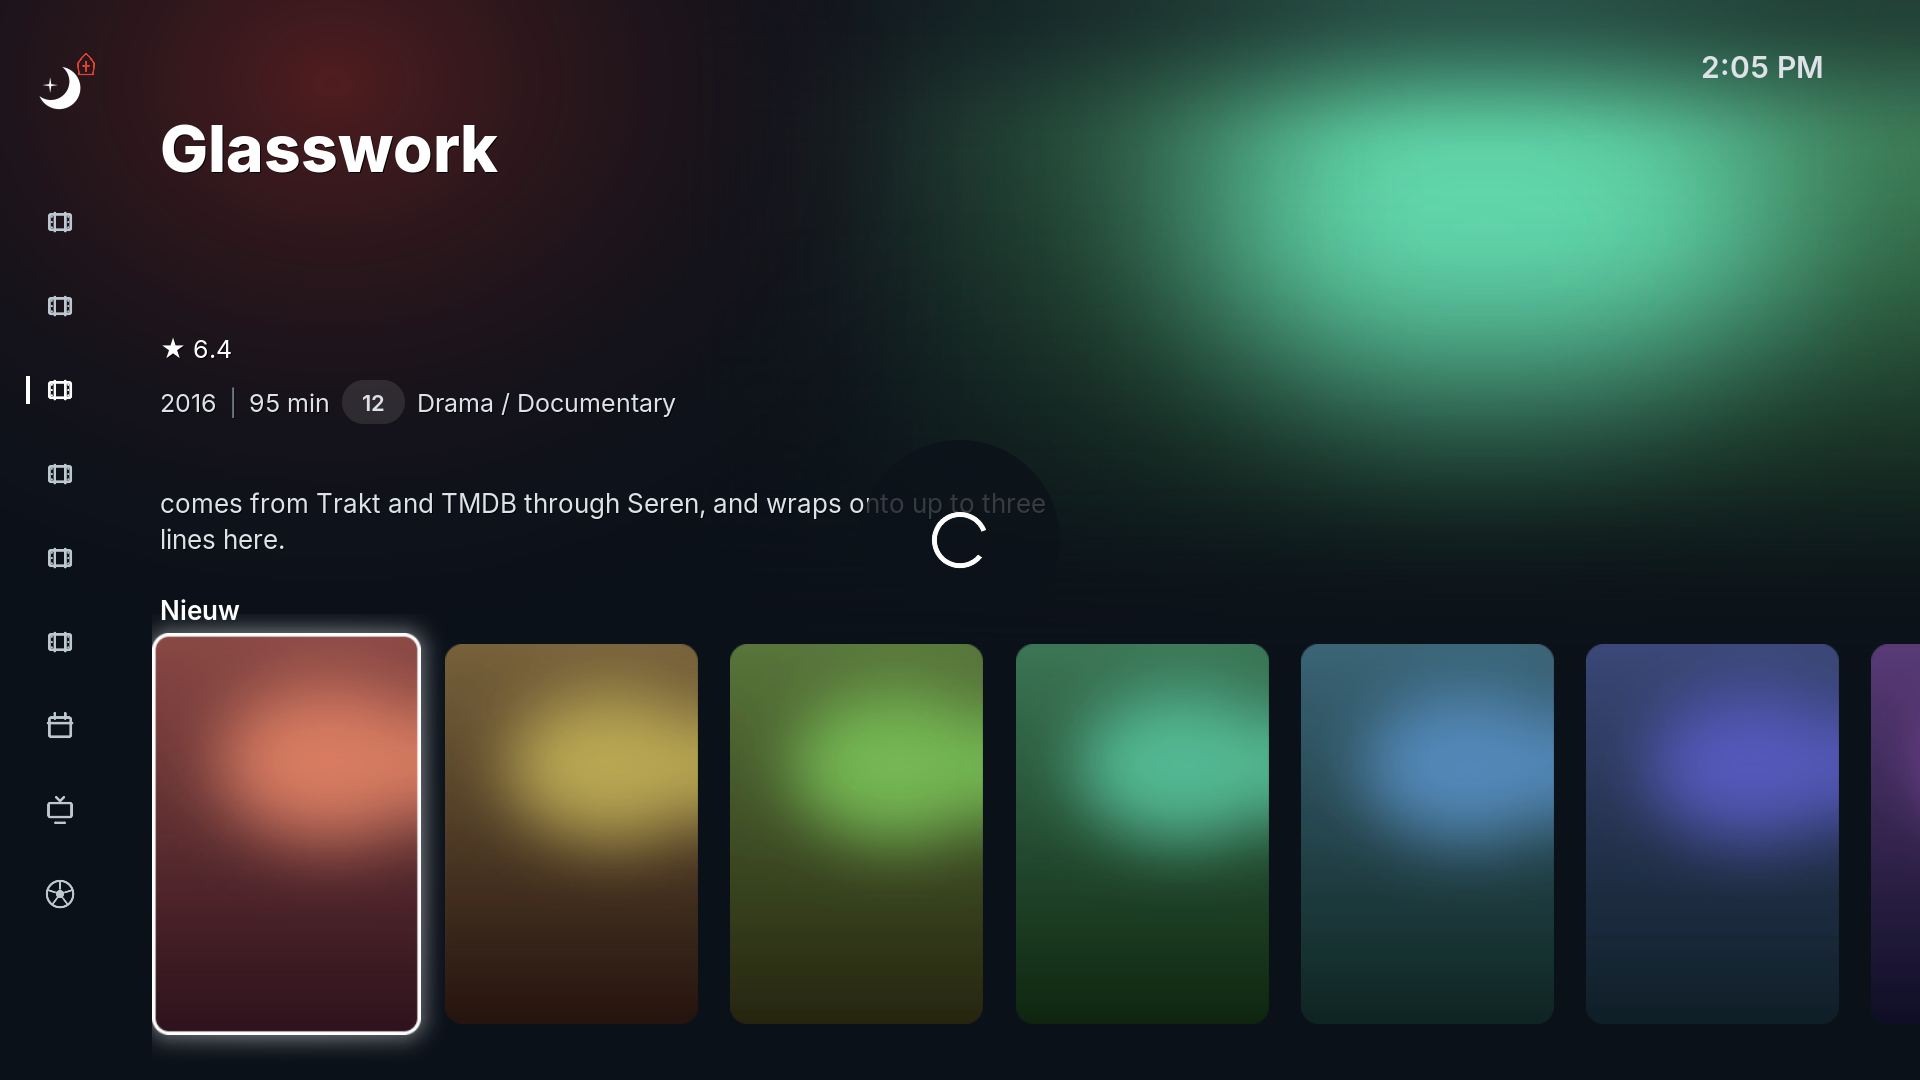 2:05 PM
Glasswork
★ 6.4
2016 | 95 min 12 Drama / Documentary
comes from Trakt and TMDB through Seren, and wraps onto up to three
lines here.
Nieuw